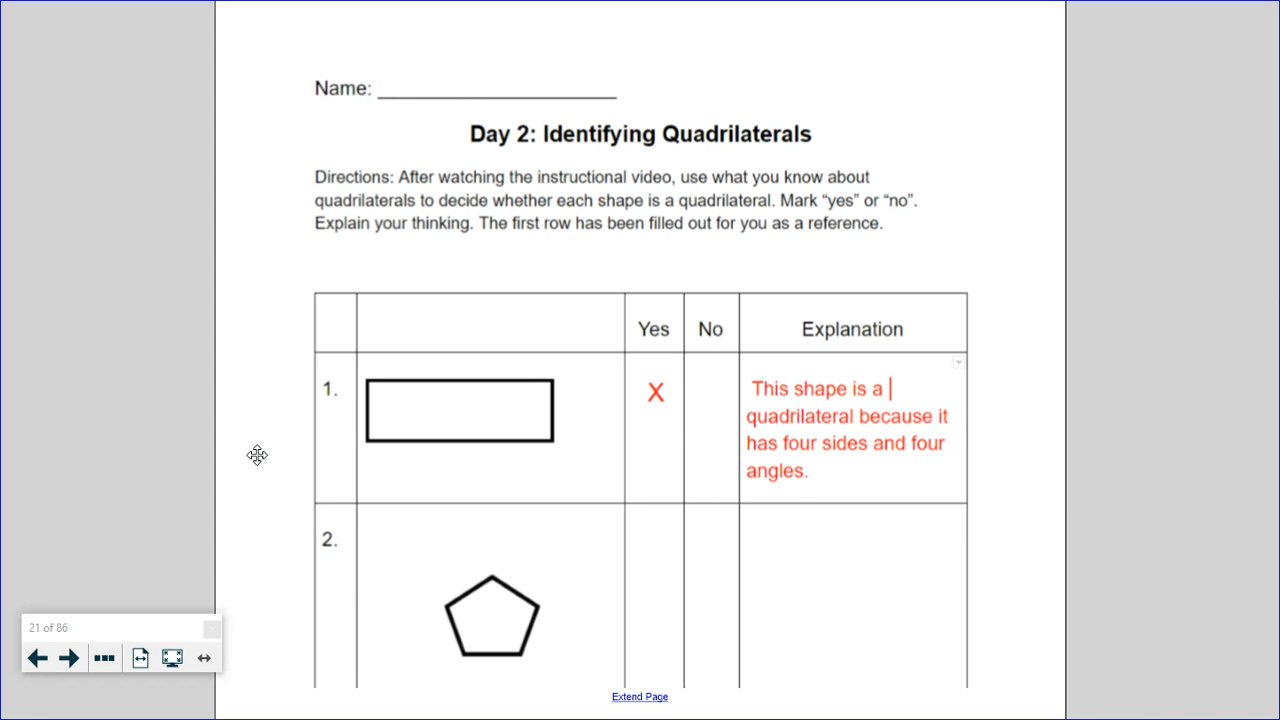 Name: ______________________
Day 2: Identifying Quadrilaterals
Directions: After watching the instructional video, use what you know about
quadrilaterals to decide whether each shape is a quadrilateral. Mark “yes” or “no”.
Explain your thinking. The first row has been filled out for you as a reference.
Yes No Explanation
1. X This shape is a
quadrilateral because it
has four sides and four
angles.
2.
21 of 86
Extend Page